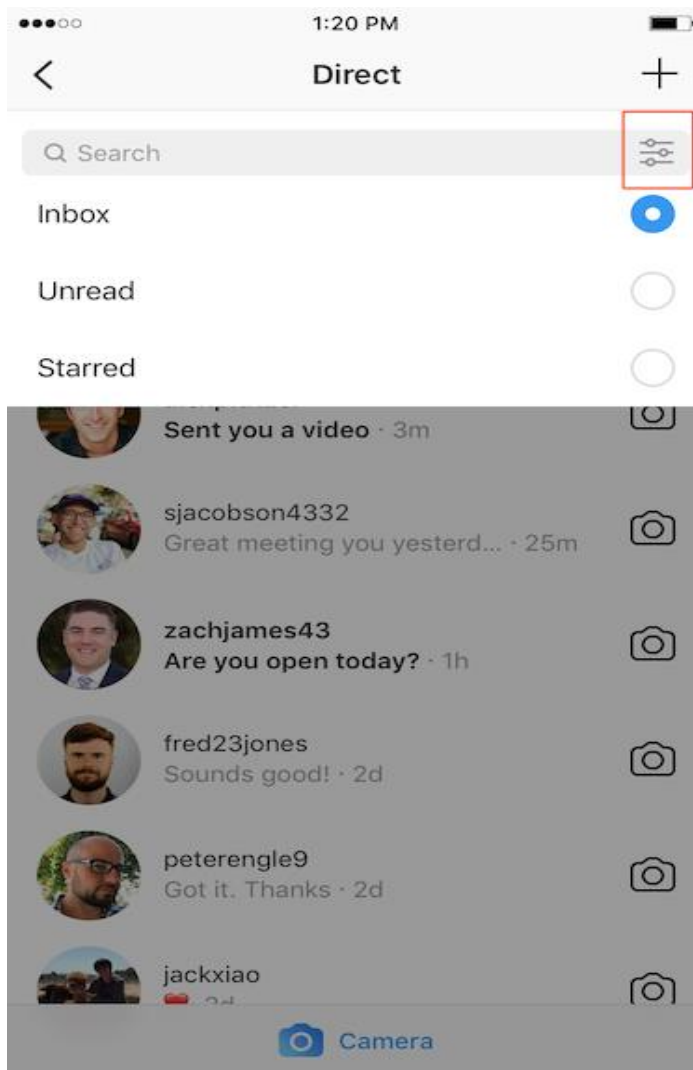 1:20 PM
Direct
Search
Inbox
Unread
Starred
Sent you a video · 3m
sjacobson4332
Great meeting you yesterd... · 25m
zachjames43
Are you open today? · 1h
fred23jones
Sounds good! · 2d
peterengle9
Got it. Thanks · 2d
jackxiao
Camera